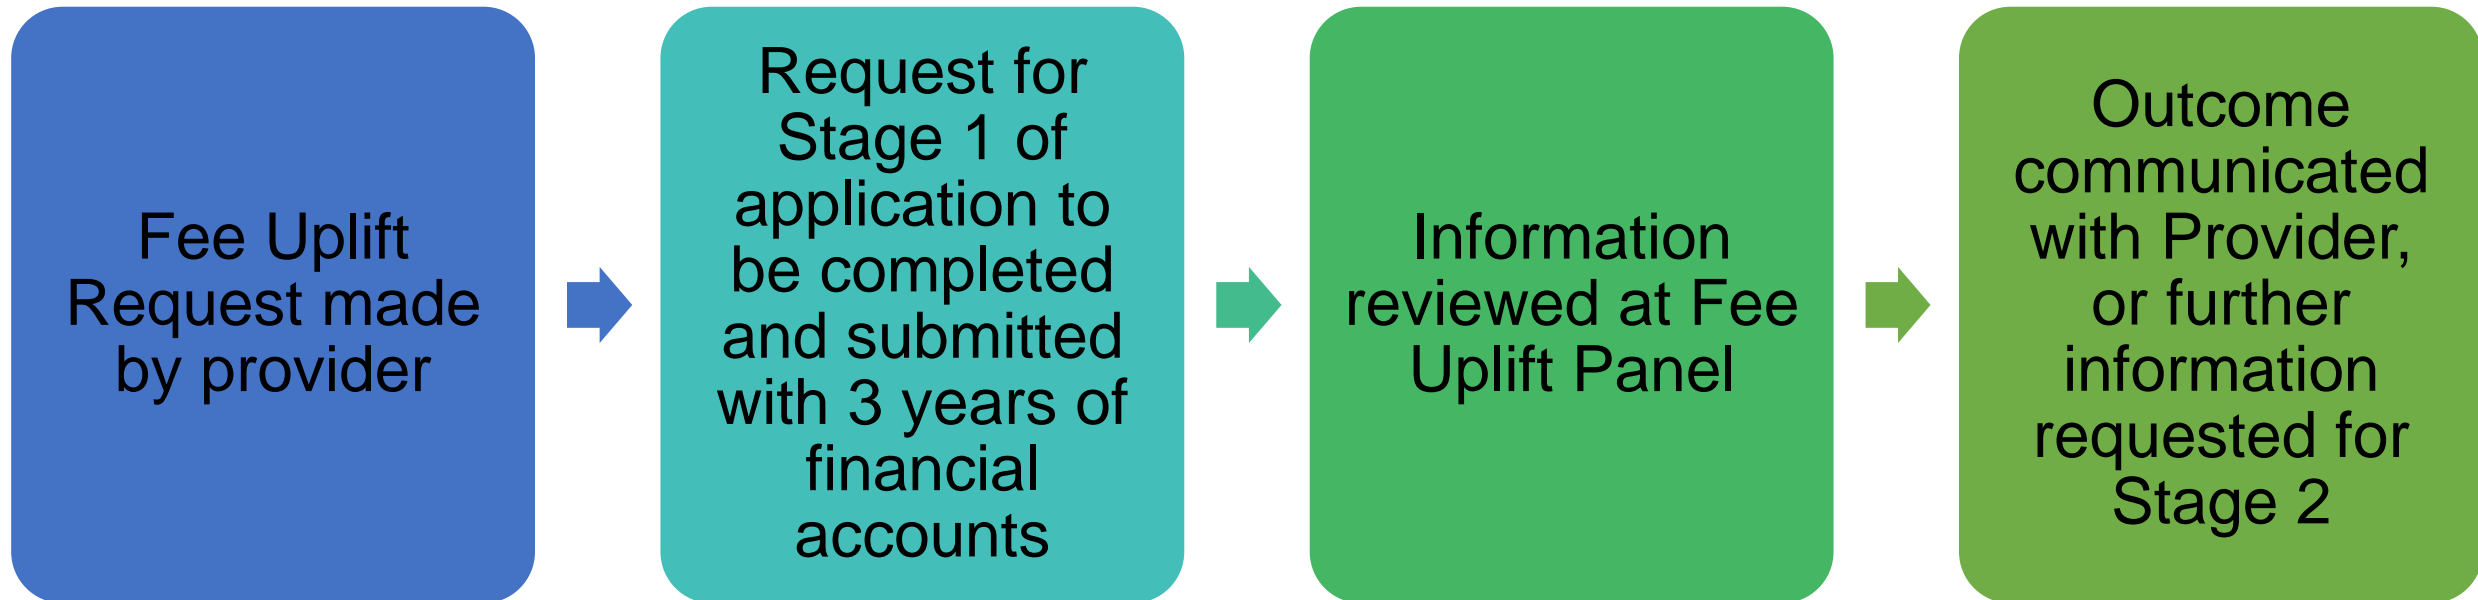 Fee Uplift
Request made
by provider
Request for
Stage 1 of
application to
be completed
and submitted
with 3 years of
financial
accounts
Information
reviewed at Fee
Uplift Panel
Outcome
communicated
with Provider,
or further
information
requested for
Stage 2